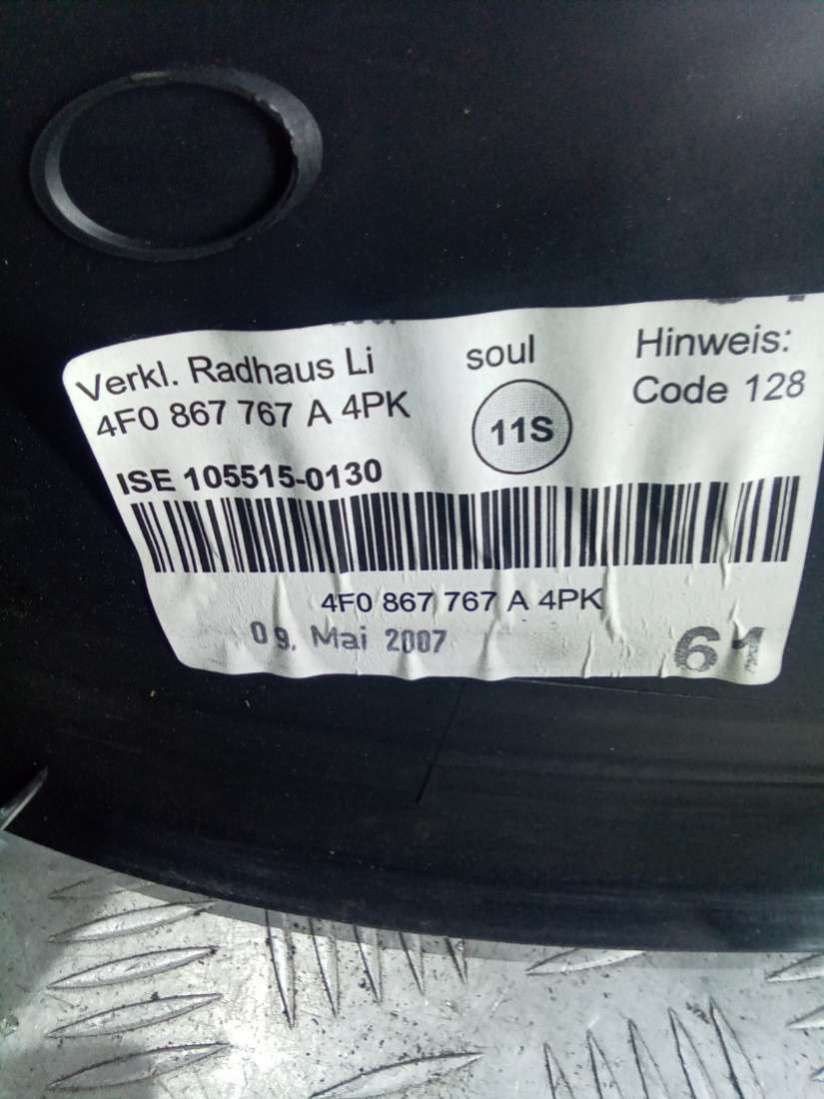 Verkl. Radhaus Li
4F0 867 767 A 4PK
soul
11S
Hinweis:
Code 128
ISE 105515-0130
4F0 867 767 A 4PK
09. Mai 2007
61